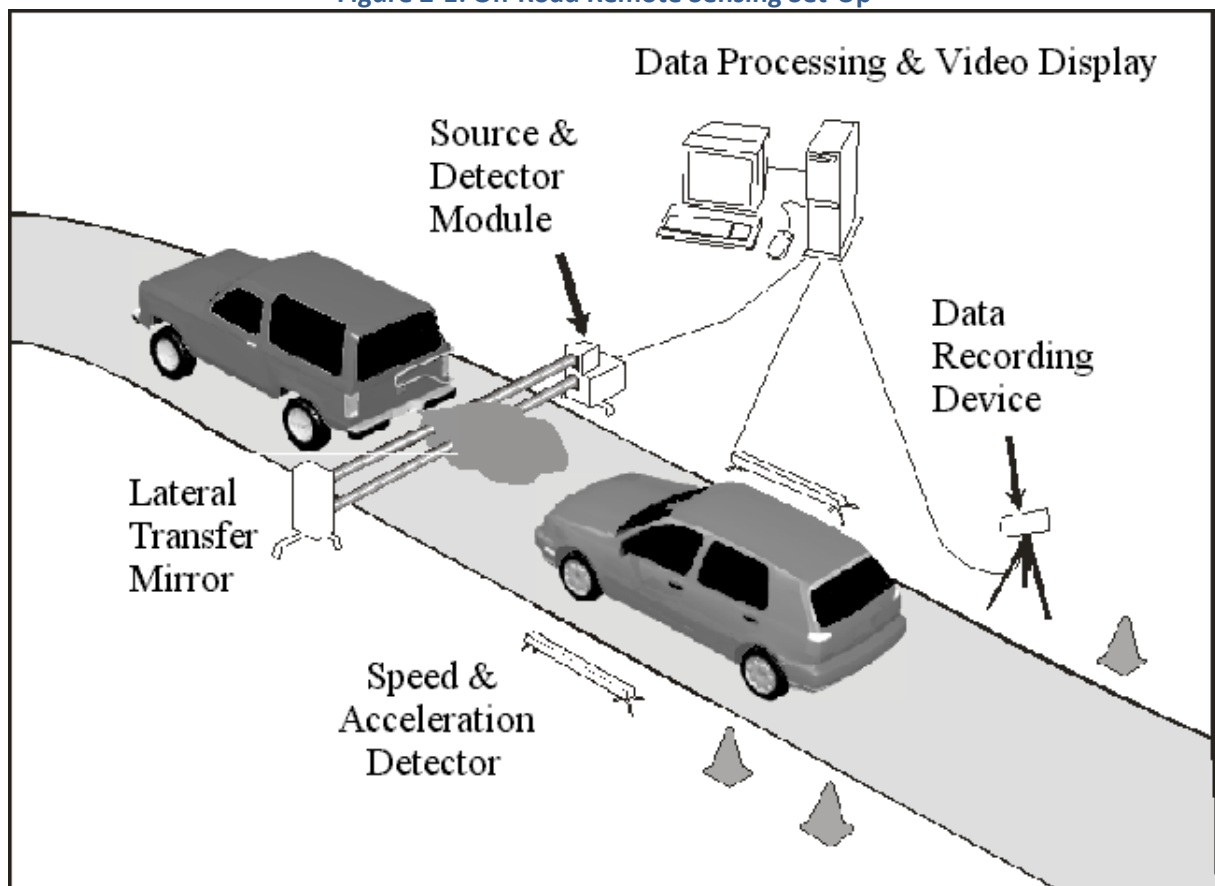 Data Processing & Video Display
Source &
Detector
Module
Data
Recording
Device
Lateral
Transfer
Mirror
Speed &
Acceleration
Detector